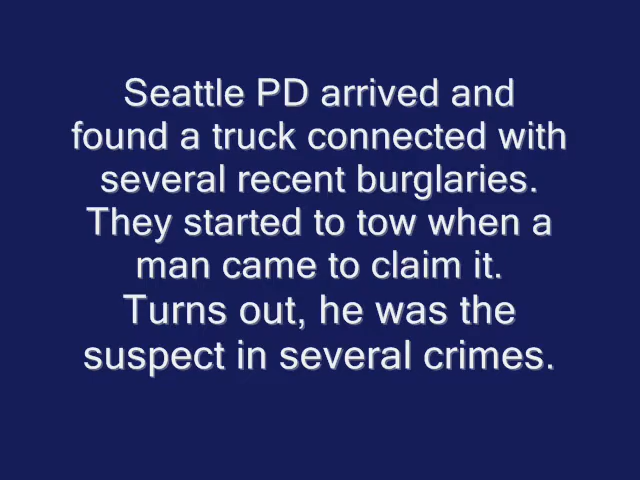 Seattle PD arrived and
found a truck connected with
several recent burglaries.
They started to tow when a
man came to claim it.
Turns out, he was the
suspect in several crimes.